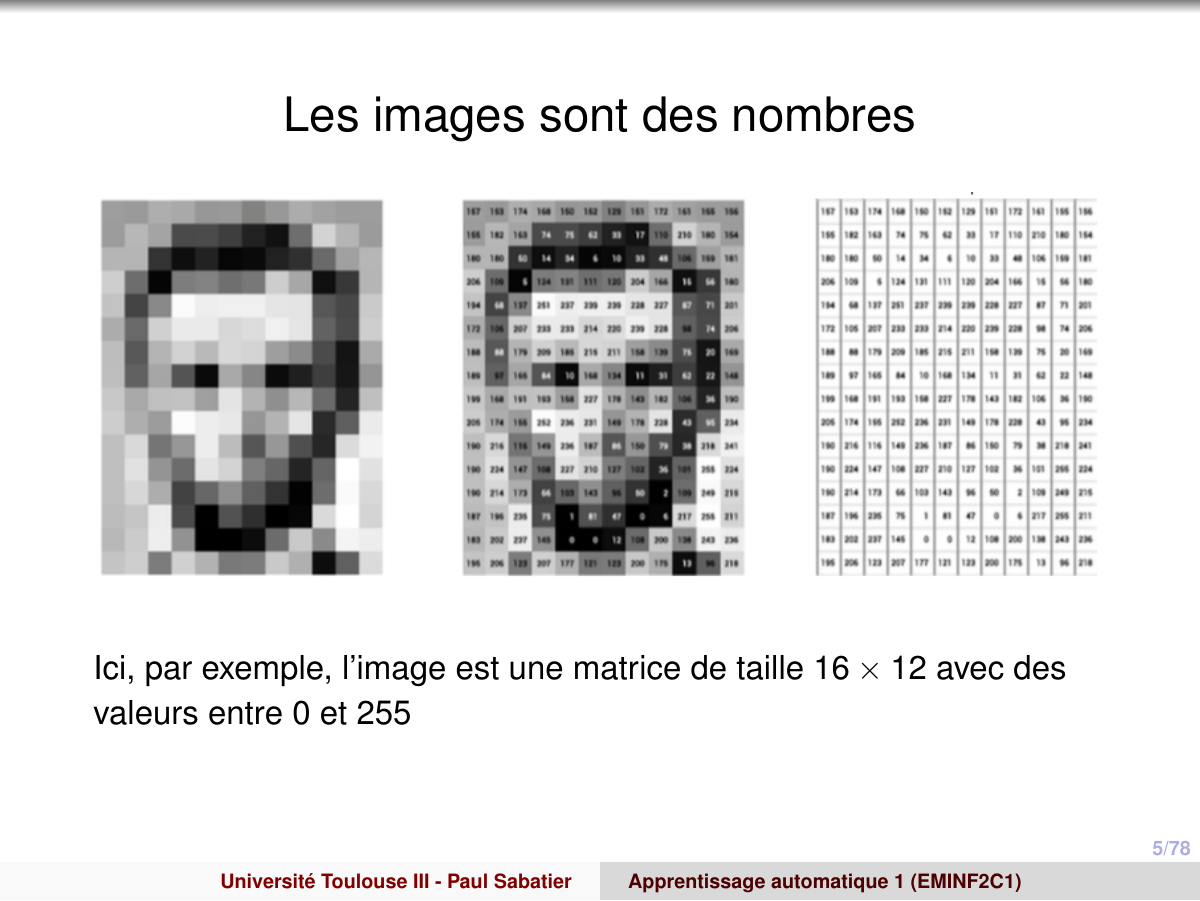 Les images sont des nombres
157 153 174 168 150 152 129 151 172 161 155 156
155 182 163 74 75 62 33 17 110 210 180 154
180 180 50 14 34 6 10 33 48 106 159 181
206 109 5 124 131 111 120 204 166 15 56 180
194 68 137 251 237 239 239 228 227 87 71 201
172 105 207 233 233 214 220 239 228 98 74 206
188 88 179 209 185 215 211 158 139 75 20 169
189 97 165 84 10 168 134 11 31 62 22 148
199 168 191 193 158 227 178 143 182 106 36 190
205 174 155 252 236 231 149 178 228 43 95 234
190 216 116 149 236 187 86 150 79 38 218 241
190 224 147 108 227 210 127 102 36 101 255 224
190 214 173 66 103 143 96 50 2 109 249 215
187 196 235 75 1 81 47 0 6 217 255 211
183 202 237 145 0 0 12 108 200 138 243 236
195 206 123 207 177 121 123 200 175 13 96 218
Ici, par exemple, l'image est une matrice de taille 16 × 12 avec des
valeurs entre 0 et 255
5/78
Université Toulouse III - Paul Sabatier
Apprentissage automatique 1 (EMINF2C1)